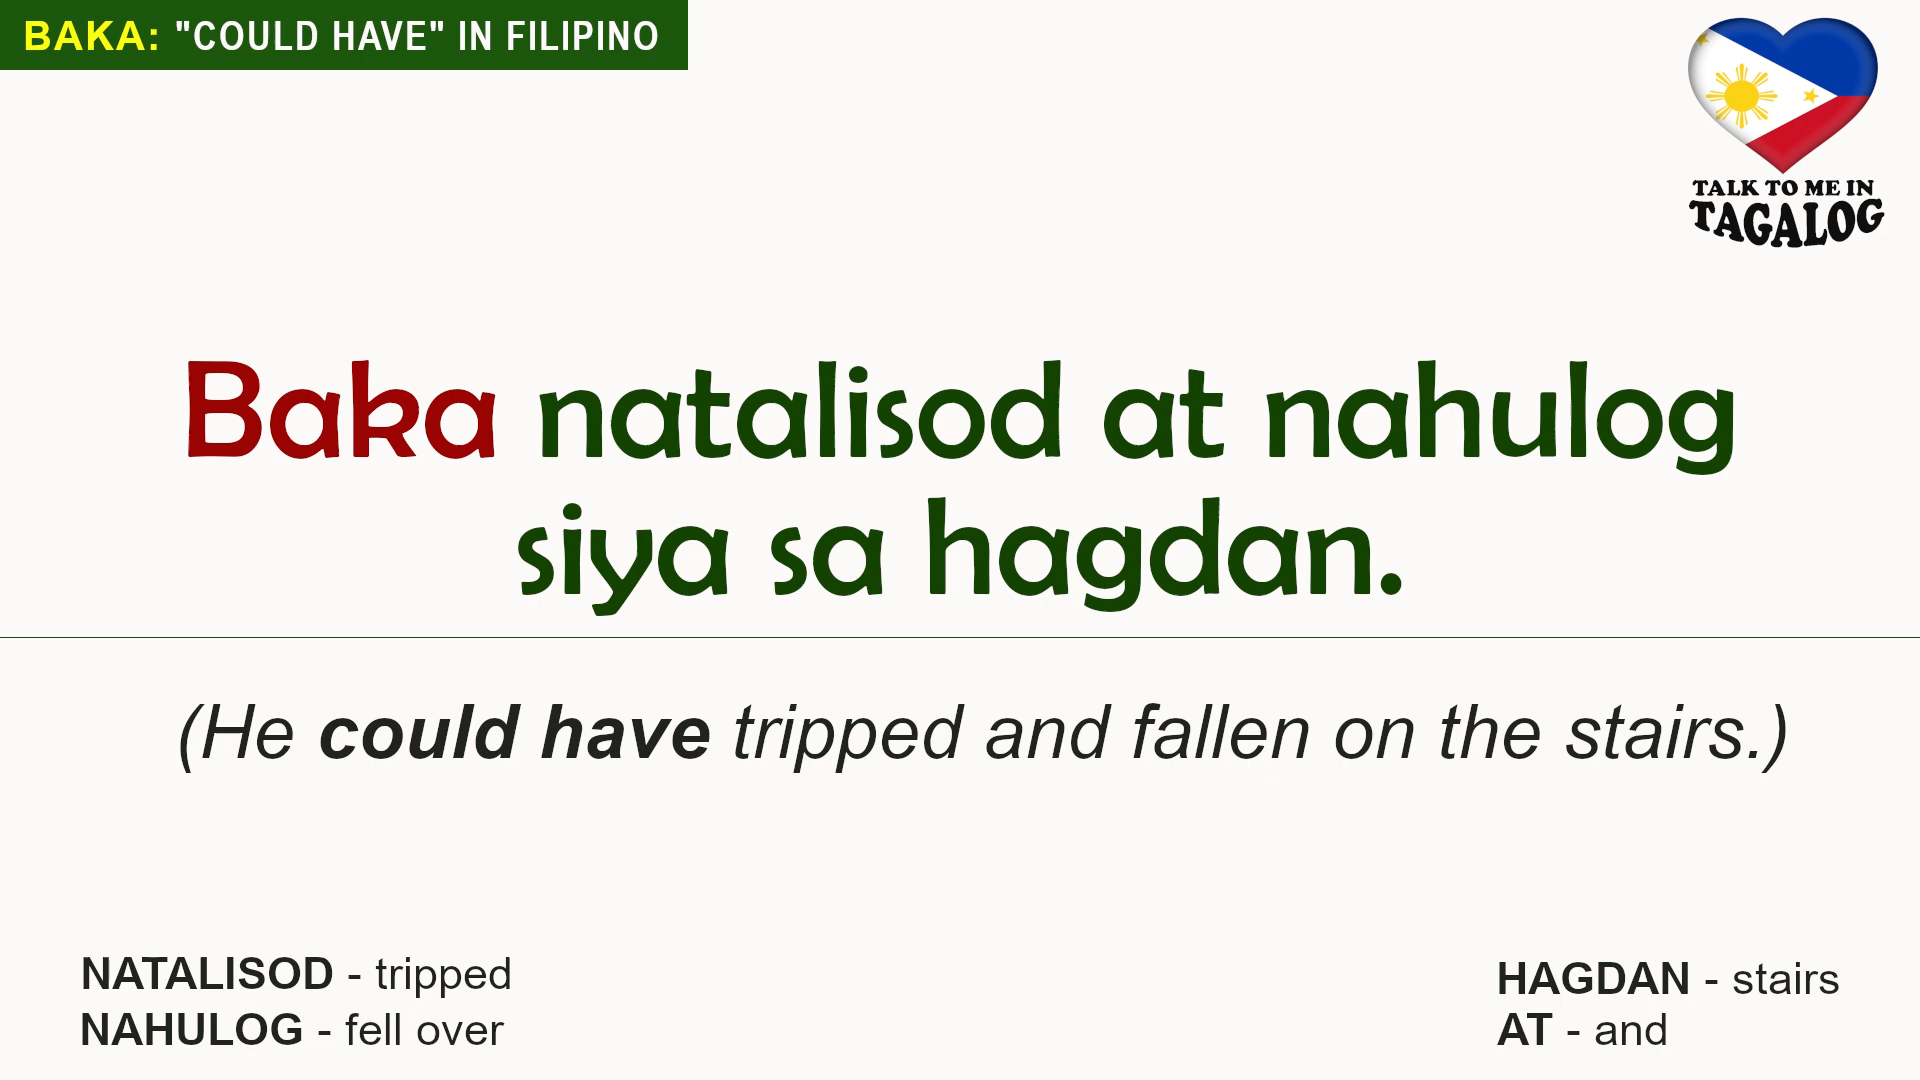 BAKA: "COULD HAVE" IN FILIPINO
TALK TO ME IN
TAGALOG
Baka natalisod at nahulog
siya sa hagdan.
(He could have tripped and fallen on the stairs.)
NATALISOD - tripped
NAHULOG - fell over
HAGDAN - stairs
AT - and